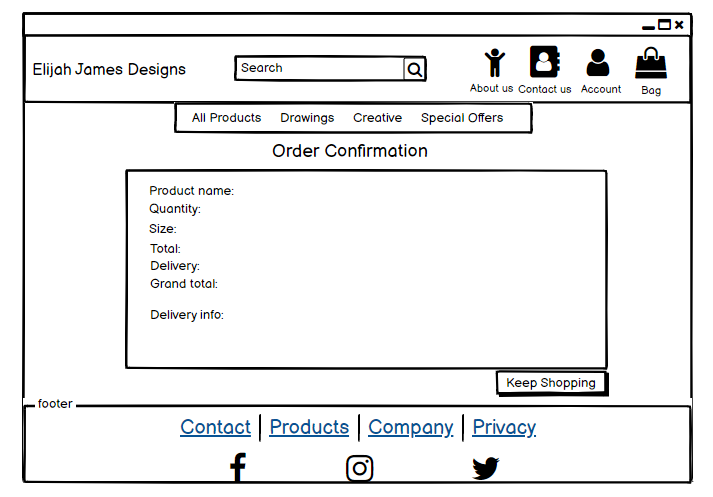 Elijah James Designs
Search
About us Contact us Account Bag
All Products Drawings Creative Special Offers
Order Confirmation
Product name:
Quantity:
Size:
Total:
Delivery:
Grand total:
Delivery info:
Keep Shopping
footer
Contact Products Company Privacy